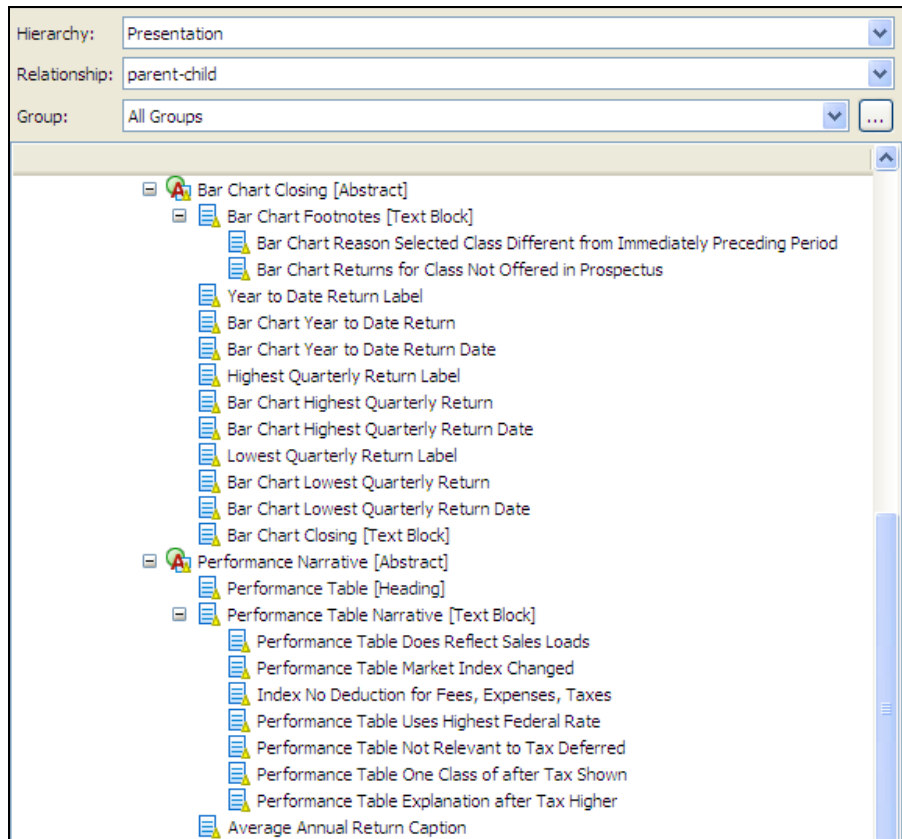 Hierarchy: Presentation
Relationship: parent-child
Group: All Groups ...
Bar Chart Closing [Abstract]
Bar Chart Footnotes [Text Block]
Bar Chart Reason Selected Class Different from Immediately Preceding Period
Bar Chart Returns for Class Not Offered in Prospectus
Year to Date Return Label
Bar Chart Year to Date Return
Bar Chart Year to Date Return Date
Highest Quarterly Return Label
Bar Chart Highest Quarterly Return
Bar Chart Highest Quarterly Return Date
Lowest Quarterly Return Label
Bar Chart Lowest Quarterly Return
Bar Chart Lowest Quarterly Return Date
Bar Chart Closing [Text Block]
Performance Narrative [Abstract]
Performance Table [Heading]
Performance Table Narrative [Text Block]
Performance Table Does Reflect Sales Loads
Performance Table Market Index Changed
Index No Deduction for Fees, Expenses, Taxes
Performance Table Uses Highest Federal Rate
Performance Table Not Relevant to Tax Deferred
Performance Table One Class of after Tax Shown
Performance Table Explanation after Tax Higher
Average Annual Return Caption